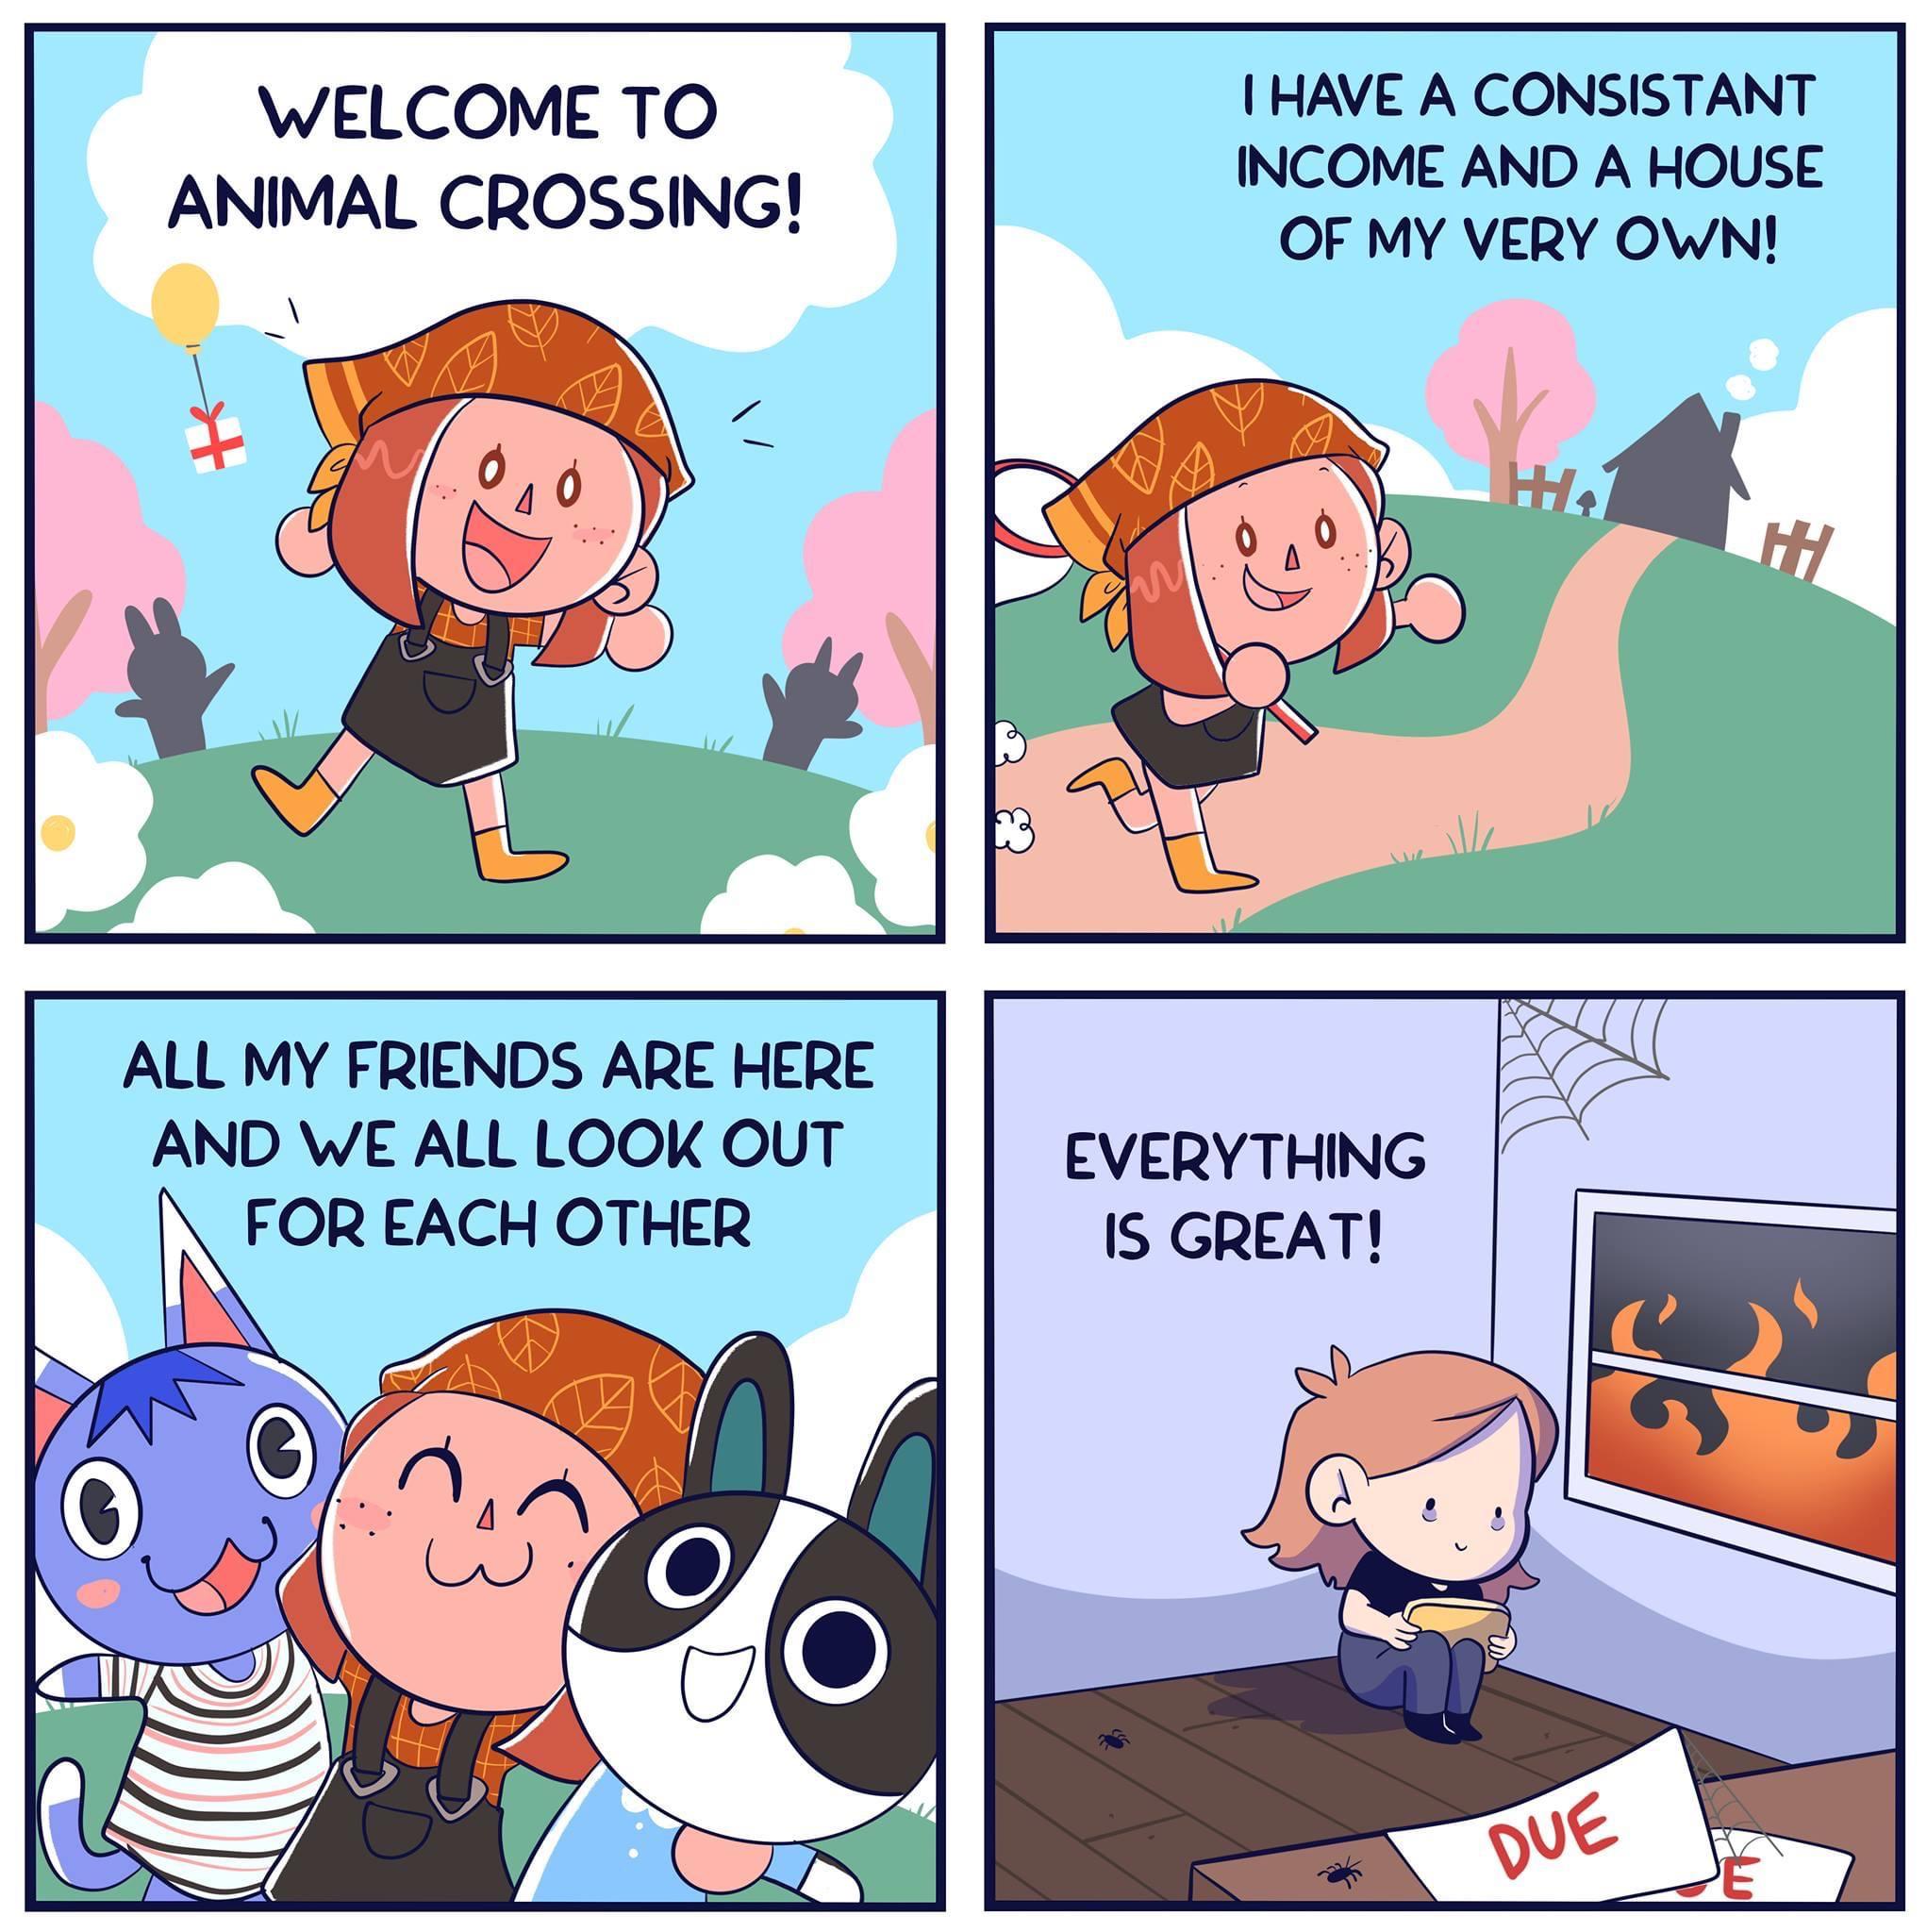 WELCOME TO
ANIMAL CROSSING!
I HAVE A CONSISTANT
INCOME AND A HOUSE
OF MY VERY OWN!
ALL MY FRIENDS ARE HERE
AND WE ALL LOOK OUT
FOR EACH OTHER
EVERYTHING
IS GREAT!
DUE